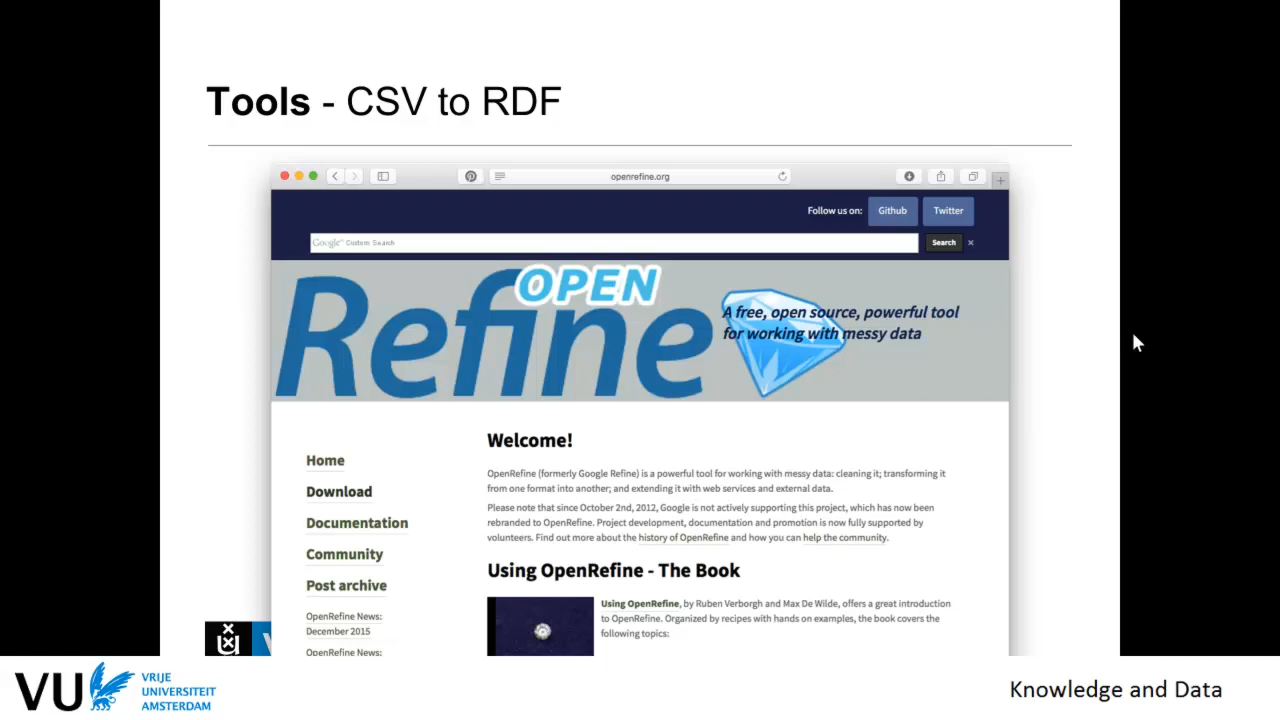 Tools - CSV to RDF
openrefine.org
Follow us on:
Github
Twitter
Google™ Custom Search
Search
×
OPEN
Refine
A free, open source, powerful tool
for working with messy data
Home
Download
Documentation
Community
Post archive
OpenRefine News:
December 2015
OpenRefine News:
Welcome!
OpenRefine (formerly Google Refine) is a powerful tool for working with messy data: cleaning it; transforming it
from one format into another; and extending it with web services and external data.
Please note that since October 2nd, 2012, Google is not actively supporting this project, which has now been
rebranded to OpenRefine. Project development, documentation and promotion is now fully supported by
volunteers. Find out more about the history of OpenRefine and how you can help the community.
Using OpenRefine - The Book
Using OpenRefine, by Ruben Verborgh and Max De Wilde, offers a great introduction
to OpenRefine. Organized by recipes with hands on examples, the book covers the
following topics:
VU
VRIJE
UNIVERSITEIT
AMSTERDAM
Knowledge and Data